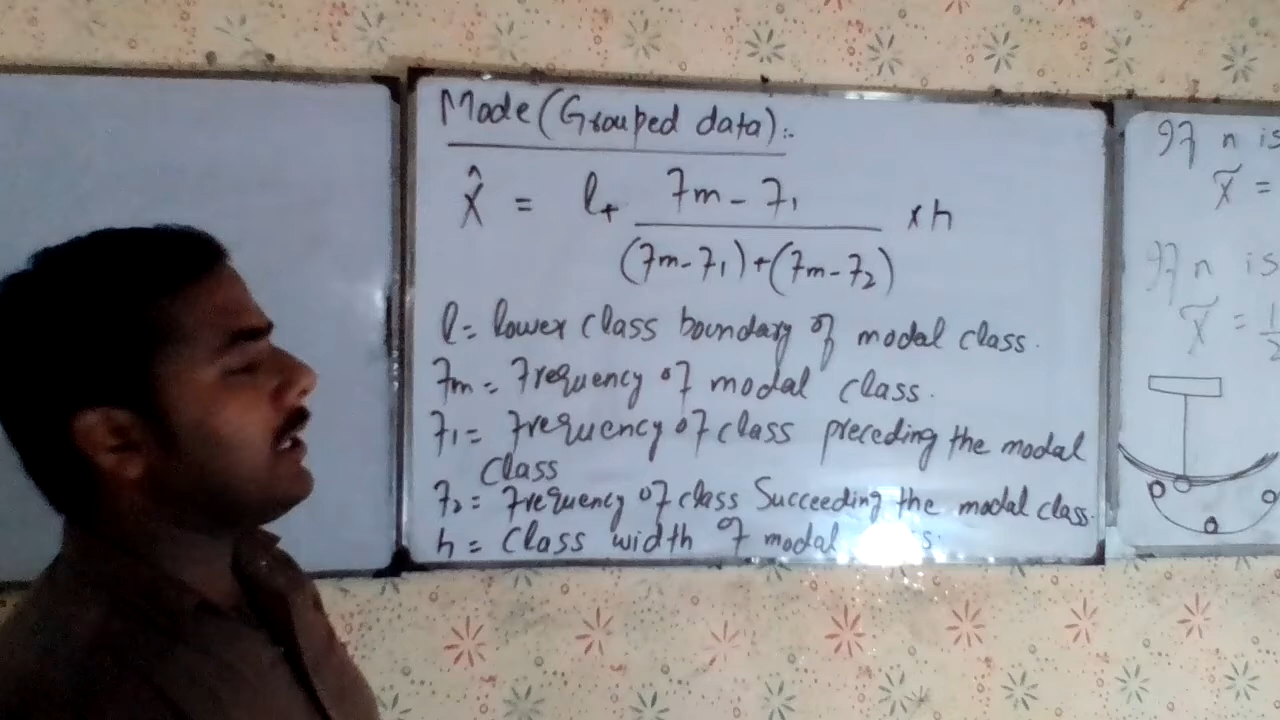 Mode (Grouped data):-
X̂ = l + fm - f1 / (fm - f1) + (fm - f2) × h
l = lower class boundary of modal class.
fm = Frequency of modal class.
f1 = Frequency of class preceding the modal
class
f2 = Frequency of class Succeeding the modal class.
h = Class width of modal
If n is
X̃ =
If n is
X̃ = 1/2